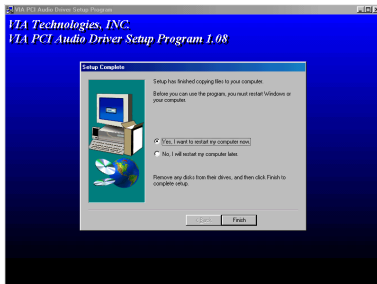 VIA PCI Audio Driver Setup Program
VIA Technologies, INC.
VIA PCI Audio Driver Setup Program 1.08
Setup Complete
Setup has finished copying files to your computer.
Before you can use the program, you must restart Windows or
your computer.
Yes, I want to restart my computer now.
No, I will restart my computer later.
Remove any disks from their drives, and then click Finish to
complete setup.
< Back
Finish